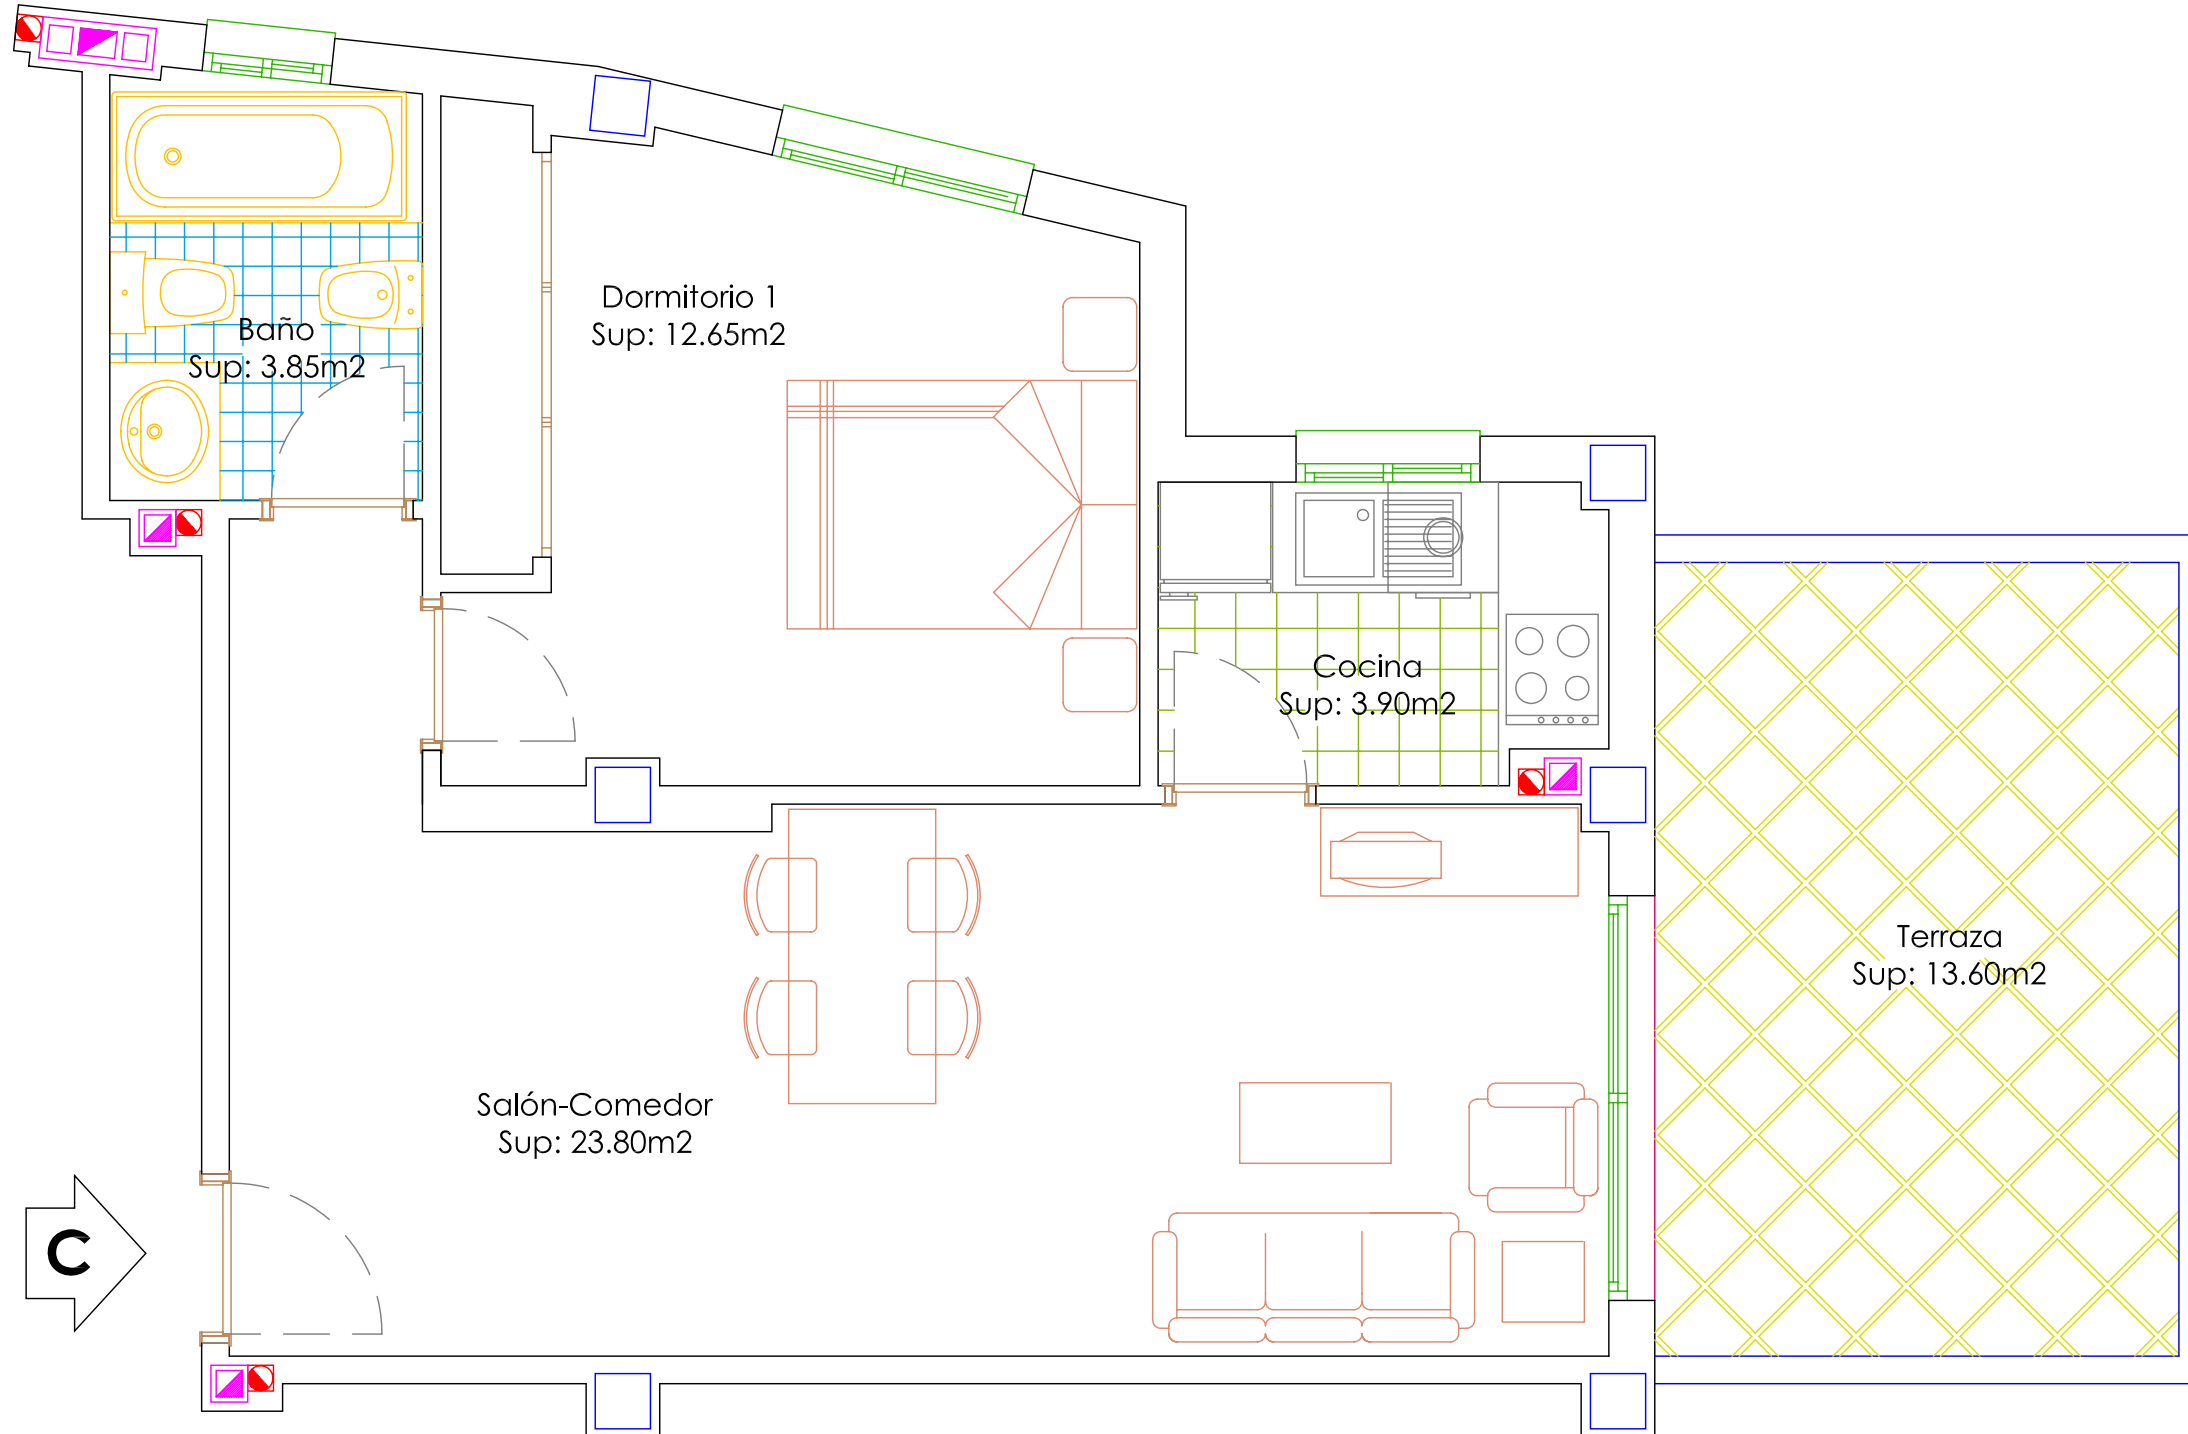 Dormitorio 1
Sup: 12.65m2
Baño
Sup: 3.85m2
Cocina
Sup: 3.90m2
Terraza
Sup: 13.60m2
Salón-Comedor
Sup: 23.80m2
C